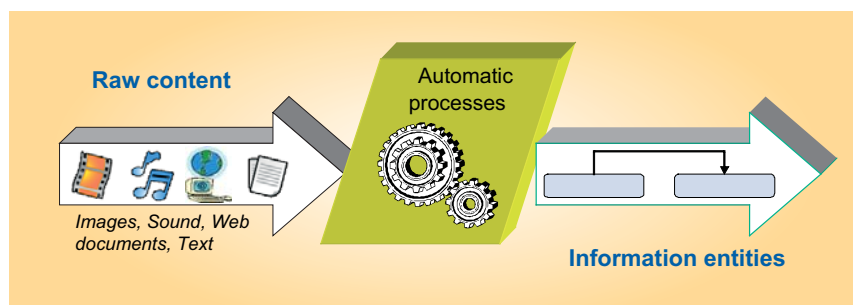 Raw content
Images, Sound, Web
documents, Text
Automatic
processes
Information entities